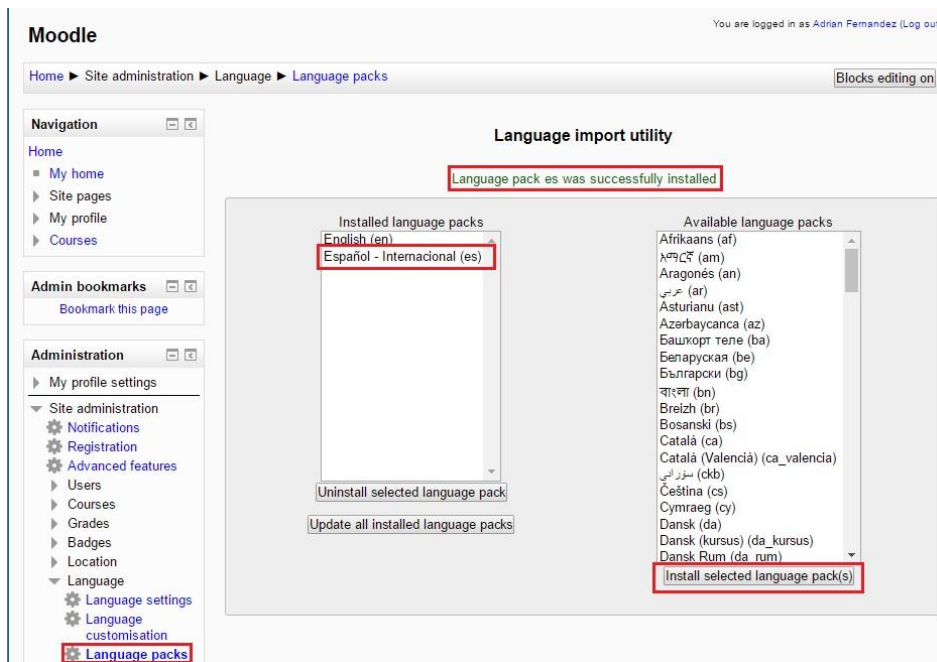 Moodle
You are logged in as Adrian Fernandez (Log out
Home ► Site administration ► Language ► Language packs
Blocks editing on
Navigation
Home
My home
Site pages
My profile
Courses
Admin bookmarks
Bookmark this page
Administration
My profile settings
Site administration
Notifications
Registration
Advanced features
Users
Courses
Grades
Badges
Location
Language
Language settings
Language
customisation
Language packs
Language import utility
Language pack es was successfully installed
Installed language packs
English (en)
Español - Internacional (es)
Uninstall selected language pack
Update all installed language packs
Available language packs
Afrikaans (af)
አማርኛ (am)
Aragonés (an)
عربي (ar)
Asturianu (ast)
Azərbaycanca (az)
Башҡорт теле (ba)
Беларуская (be)
Български (bg)
বাংলা (bn)
Breizh (br)
Bosanski (bs)
Català (ca)
Català (Valencià) (ca_valencia)
سۆرانی (ckb)
Čeština (cs)
Cymraeg (cy)
Dansk (da)
Dansk (kursus) (da_kursus)
Dansk Rum (da_rum)
Install selected language pack(s)